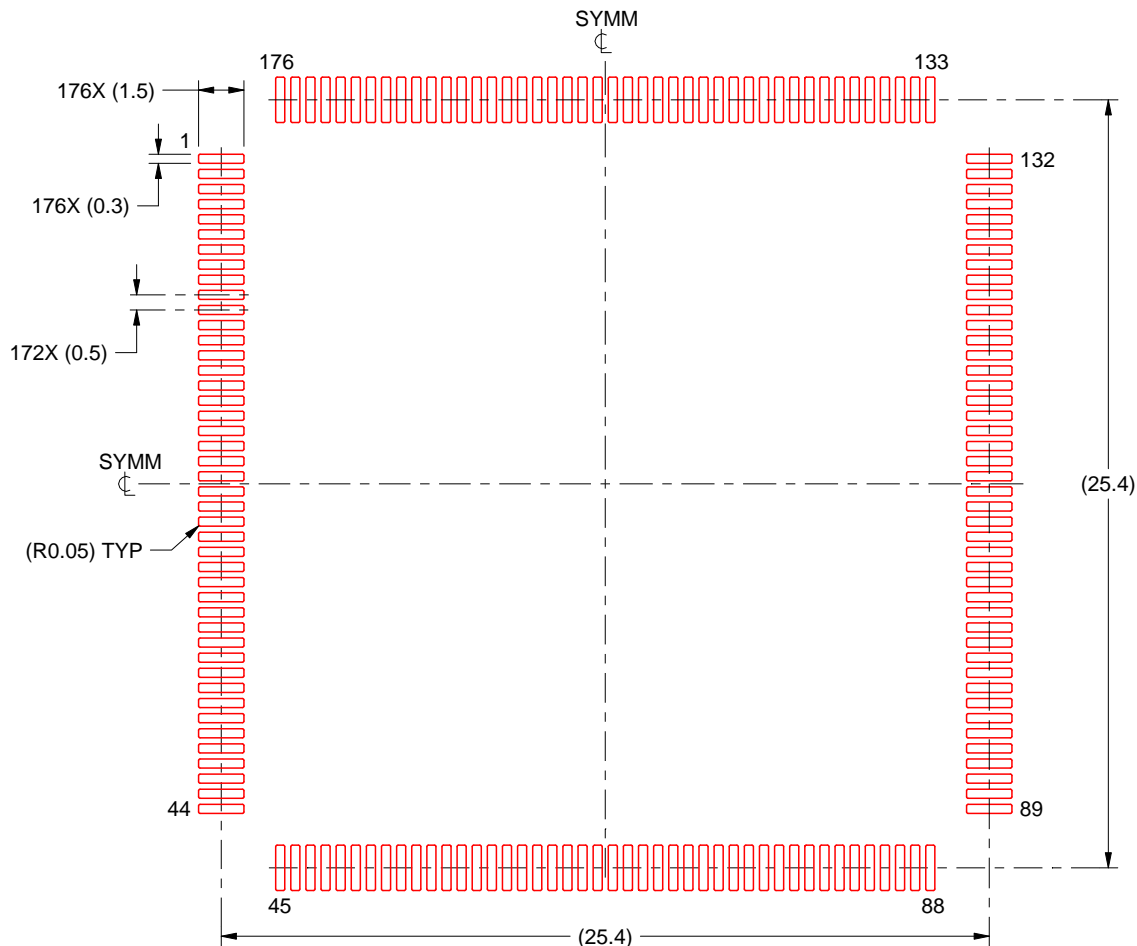 SYMM
℄
176
133
176X (1.5)
1
132
176X (0.3)
172X (0.5)
SYMM
℄
(25.4)
(R0.05) TYP
44
89
45
88
(25.4)